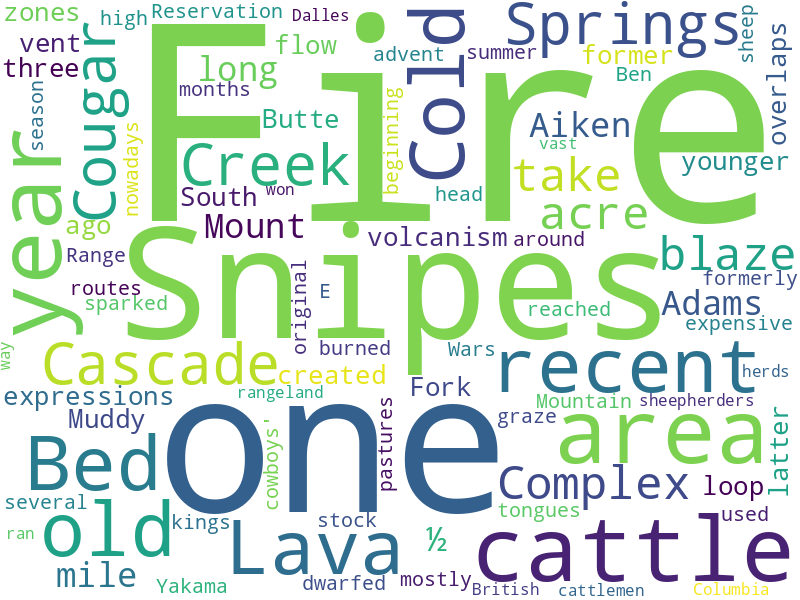 zones
high
Reservation
Dalles
Springs
sheep
vent
Cougar
flow
advent
Cold
summer
former
overlaps
three
long
months
Fire
Ben
season
Butte
beginning
Aiken
vast
younger
year
nowadays
Creek
take
South
won
head
acre
ago
Mount
volcanism
around
blaze
Range
Snipes
formerly
routes
original
E
reached
Adams
sparked
expensive
way
burned
Wars
Cascade
created
recent
herds
expressions
rangeland
Fork
Mountain
sheepherders
Muddy
cowboys'
one
pastures
graze
area
latter
Bed
Complex
loop
several
tongues
used
old
kings
stock
½
ran
Lava
cattle
mile
Yakama
dwarfed
mostly
British
cattlemen
Columbia